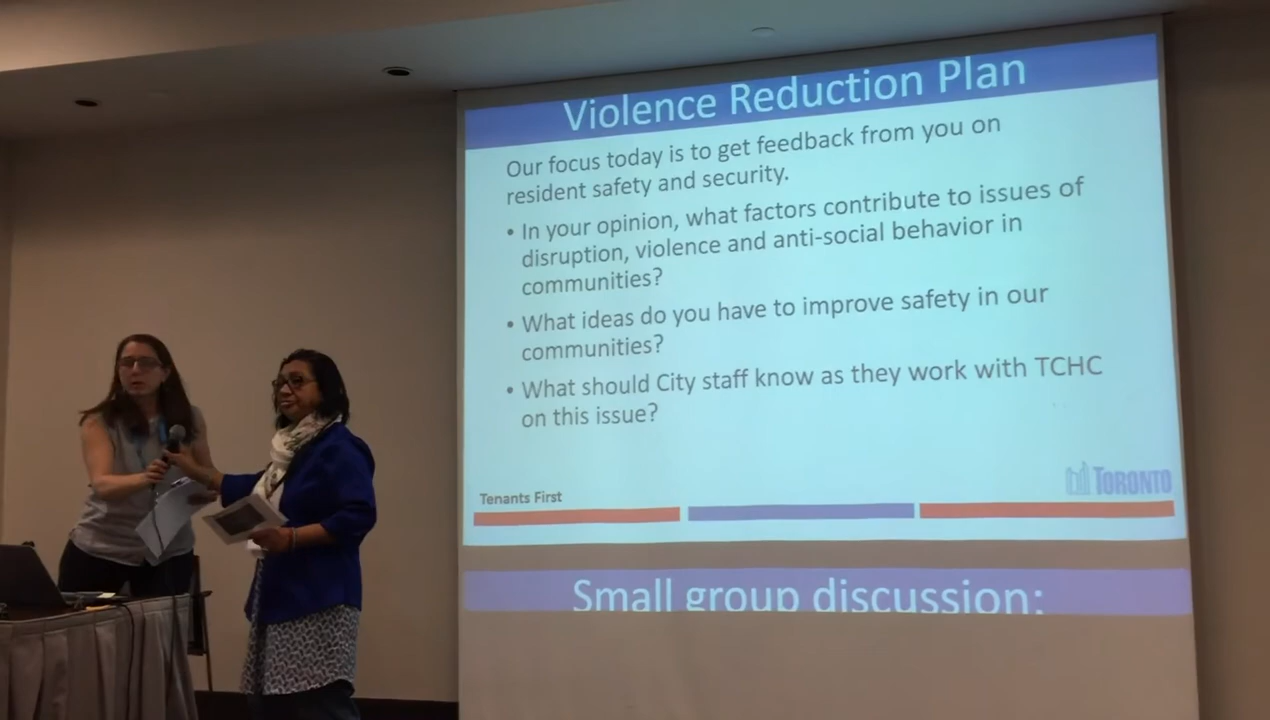 Violence Reduction Plan
Our focus today is to get feedback from you on
resident safety and security.
• In your opinion, what factors contribute to issues of
disruption, violence and anti-social behavior in
communities?
• What ideas do you have to improve safety in our
communities?
• What should City staff know as they work with TCHC
on this issue?
Tenants First
TORONTO
Small group discussion: